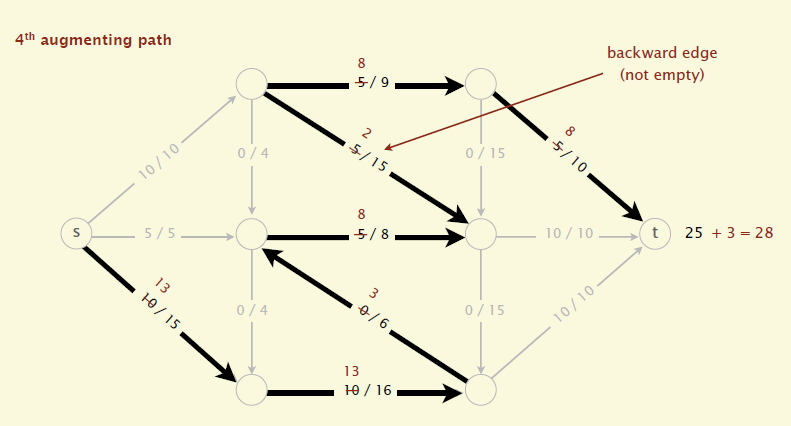 4th augmenting path
backward edge
(not empty)
8
5 / 9
10 / 10
0 / 4
2
5 / 15
0 / 15
8
5 / 10
s
5 / 5
8
5 / 8
10 / 10
t
25 + 3 = 28
13
10 / 15
0 / 4
3
0 / 6
0 / 15
10 / 10
13
10 / 16